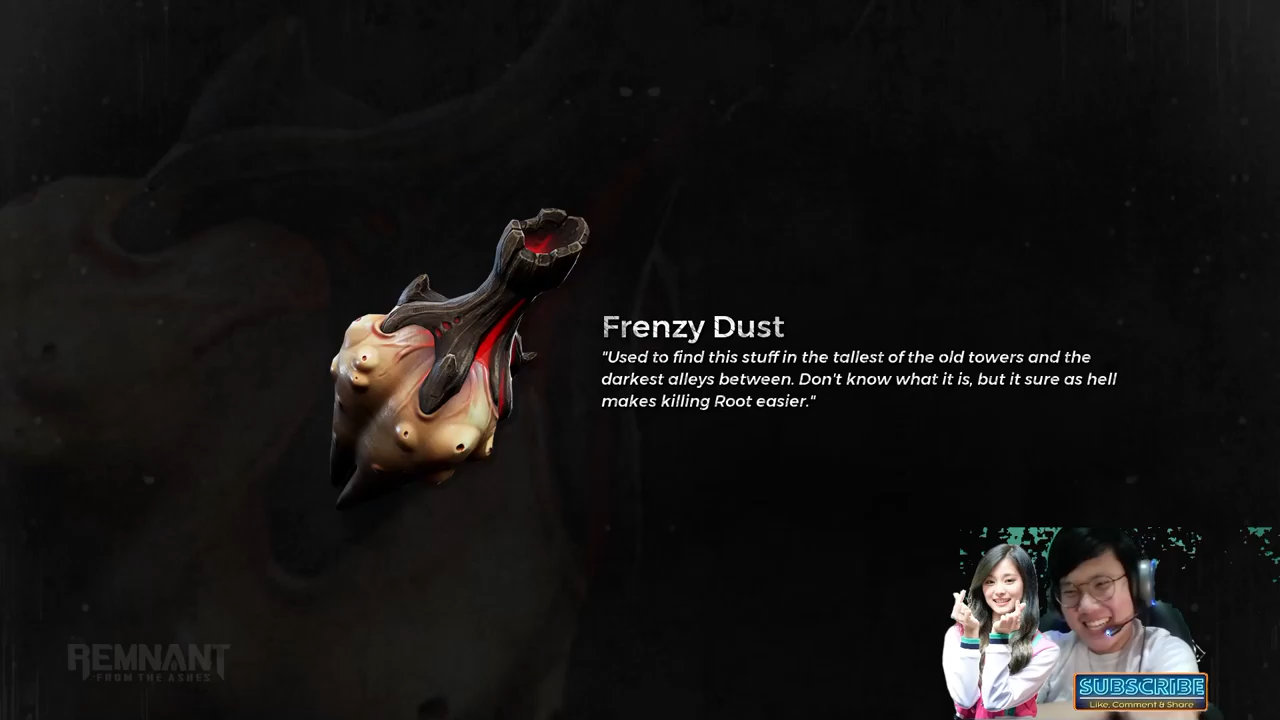 Frenzy Dust
"Used to find this stuff in the tallest of the old towers and the
darkest alleys between. Don't know what it is, but it sure as hell
makes killing Root easier."
REMNANT
FROM THE ASHES
SUBSCRIBE
Like, Comment & Share